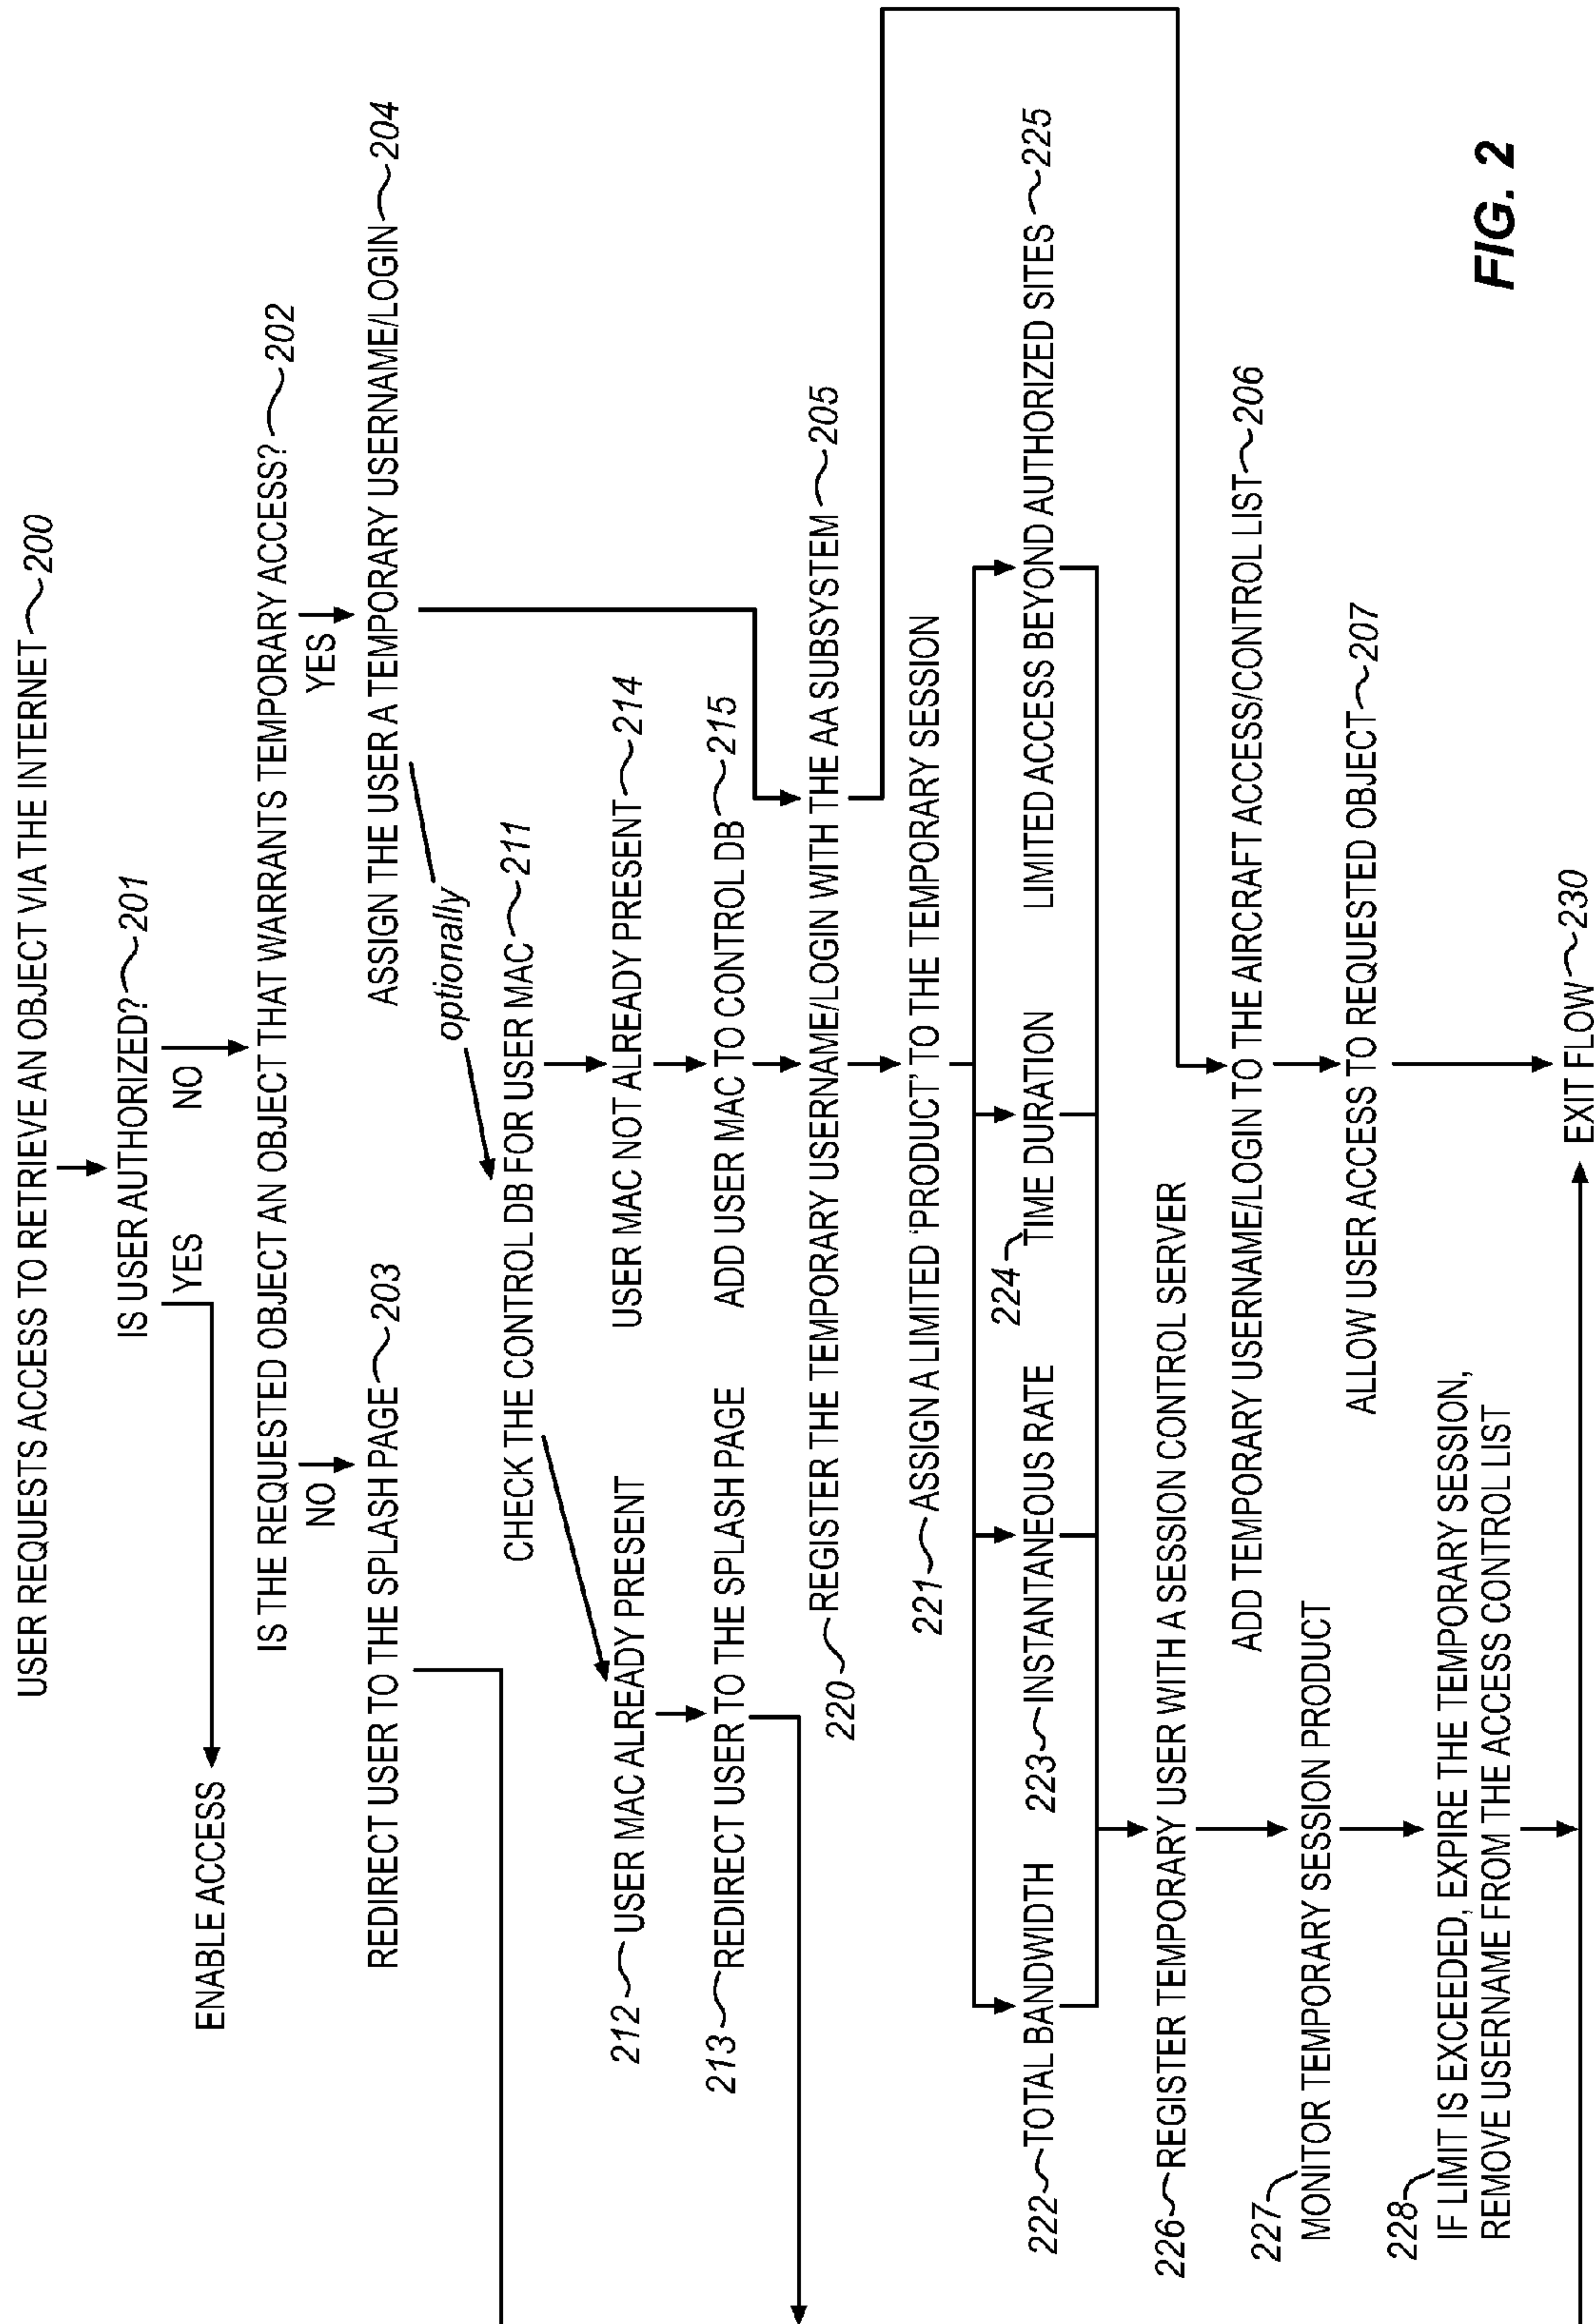 USER REQUESTS ACCESS TO RETRIEVE AN OBJECT VIA THE INTERNET 200
IS USER AUTHORIZED? 201
YES
NO
ENABLE ACCESS
IS THE REQUESTED OBJECT AN OBJECT THAT WARRANTS TEMPORARY ACCESS? 202
NO
YES
REDIRECT USER TO THE SPLASH PAGE 203
ASSIGN THE USER A TEMPORARY USERNAME/LOGIN 204
optionally
CHECK THE CONTROL DB FOR USER MAC 211
212 USER MAC ALREADY PRESENT
USER MAC NOT ALREADY PRESENT 214
213 REDIRECT USER TO THE SPLASH PAGE
ADD USER MAC TO CONTROL DB 215
220 REGISTER THE TEMPORARY USERNAME/LOGIN WITH THE AA SUBSYSTEM 205
221 ASSIGN A LIMITED 'PRODUCT' TO THE TEMPORARY SESSION
222 TOTAL BANDWIDTH
223 INSTANTANEOUS RATE
224 TIME DURATION
LIMITED ACCESS BEYOND AUTHORIZED SITES 225
226 REGISTER TEMPORARY USER WITH A SESSION CONTROL SERVER
ADD TEMPORARY USERNAME/LOGIN TO THE AIRCRAFT ACCESS/CONTROL LIST 206
227
MONITOR TEMPORARY SESSION PRODUCT
ALLOW USER ACCESS TO REQUESTED OBJECT 207
228
IF LIMIT IS EXCEEDED, EXPIRE THE TEMPORARY SESSION,
REMOVE USERNAME FROM THE ACCESS CONTROL LIST
EXIT FLOW 230
FIG. 2